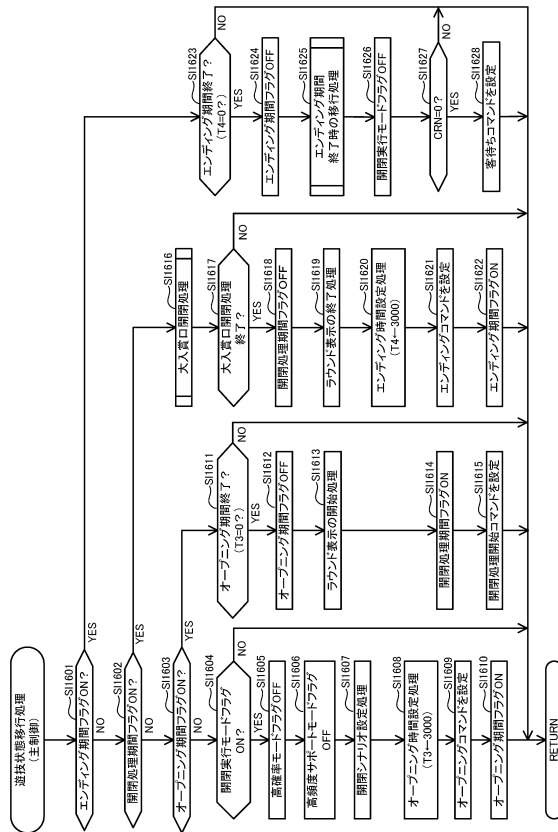 遊技状態移行処理
(主制御)
SI1601
エンディング期間フラグON?
YES
NO
SI1602
開閉処理期間フラグON?
YES
NO
SI1603
オープニング期間フラグON?
YES
NO
SI1604
開閉実行モードフラグ
ON?
NO
YES
SI1605
高確率モードフラグOFF
SI1606
高頻度サポートモードフラグ
OFF
SI1607
開閉シナリオ設定処理
SI1608
オープニング時間設定処理
(T3←3000)
SI1609
オープニングコマンドを設定
SI1610
オープニング期間フラグON
RETURN
SI1611
オープニング期間終了?
(T3=0?)
NO
YES
SI1612
オープニング期間フラグOFF
SI1613
ラウンド表示の開始処理
SI1614
開閉処理期間フラグON
SI1615
開閉処理開始コマンドを設定
SI1616
大入賞口開閉処理
SI1617
大入賞口開閉処理
終了?
NO
YES
SI1618
開閉処理期間フラグOFF
SI1619
ラウンド表示の終了処理
SI1620
エンディング時間設定処理
(T4←3000)
SI1621
エンディングコマンドを設定
SI1622
エンディング期間フラグON
SI1623
エンディング期間終了?
(T4=0?)
NO
YES
SI1624
エンディング期間フラグOFF
SI1625
エンディング期間
終了時の移行処理
SI1626
開閉実行モードフラグOFF
SI1627
CRN=0?
NO
YES
SI1628
客待ちコマンドを設定